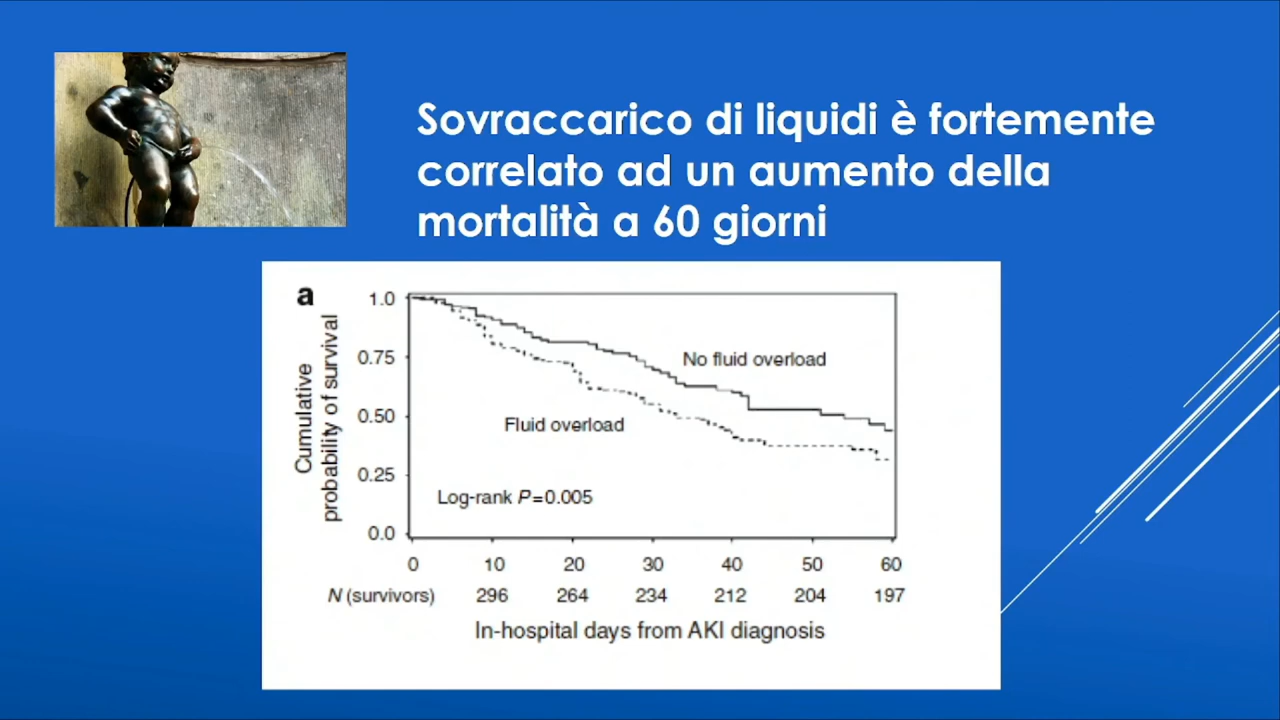 Sovraccarico di liquidi è fortemente
correlato ad un aumento della
mortalità a 60 giorni
a
Cumulative
probability of survival
1.0
0.75
0.50
0.25
0.0
No fluid overload
Fluid overload
Log-rank P=0.005
0 10 20 30 40 50 60
N (survivors) 296 264 234 212 204 197
In-hospital days from AKI diagnosis